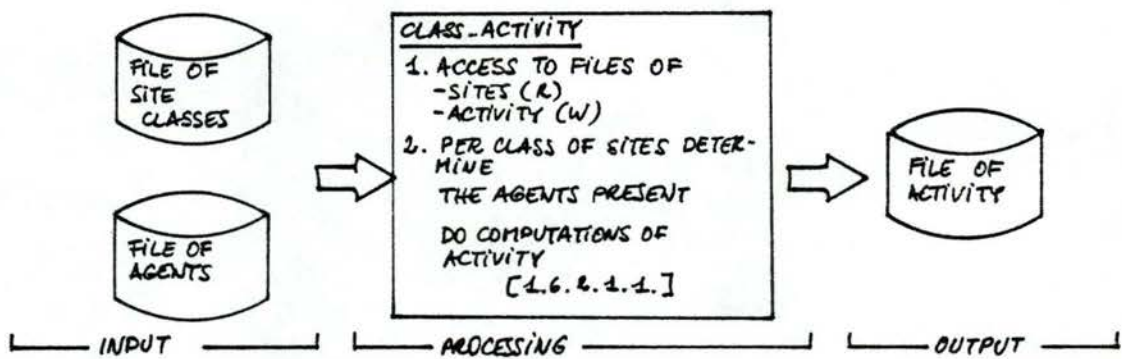 FILE OF
SITE
CLASSES
FILE OF
AGENTS
CLASS_ACTIVITY
1. ACCESS TO FILES OF
-SITES (R)
-ACTIVITY (W)
2. PER CLASS OF SITES DETER-
MINE
THE AGENTS PRESENT
DO COMPUTATIONS OF
ACTIVITY
[1.6.2.1.1.]
FILE OF
ACTIVITY
INPUT
PROCESSING
OUTPUT